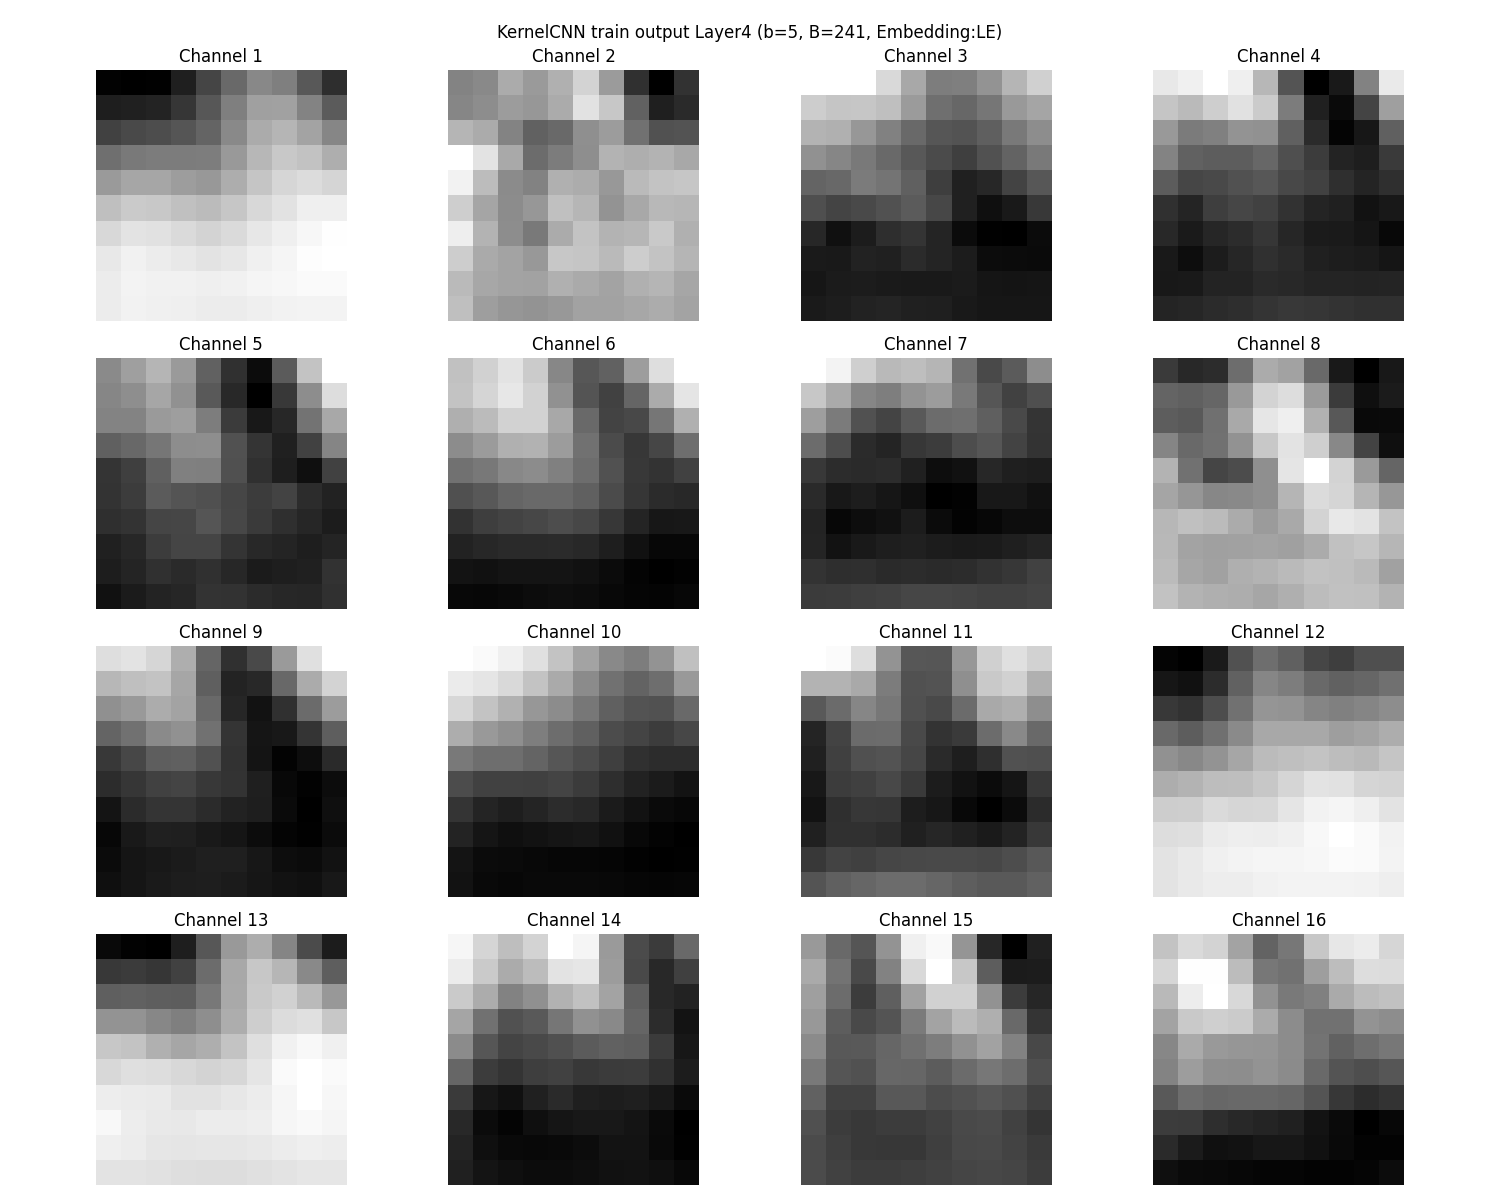 KernelCNN train output Layer4 (b=5, B=241, Embedding:LE)
Channel 1
Channel 2
Channel 3
Channel 4
Channel 5
Channel 6
Channel 7
Channel 8
Channel 9
Channel 10
Channel 11
Channel 12
Channel 13
Channel 14
Channel 15
Channel 16